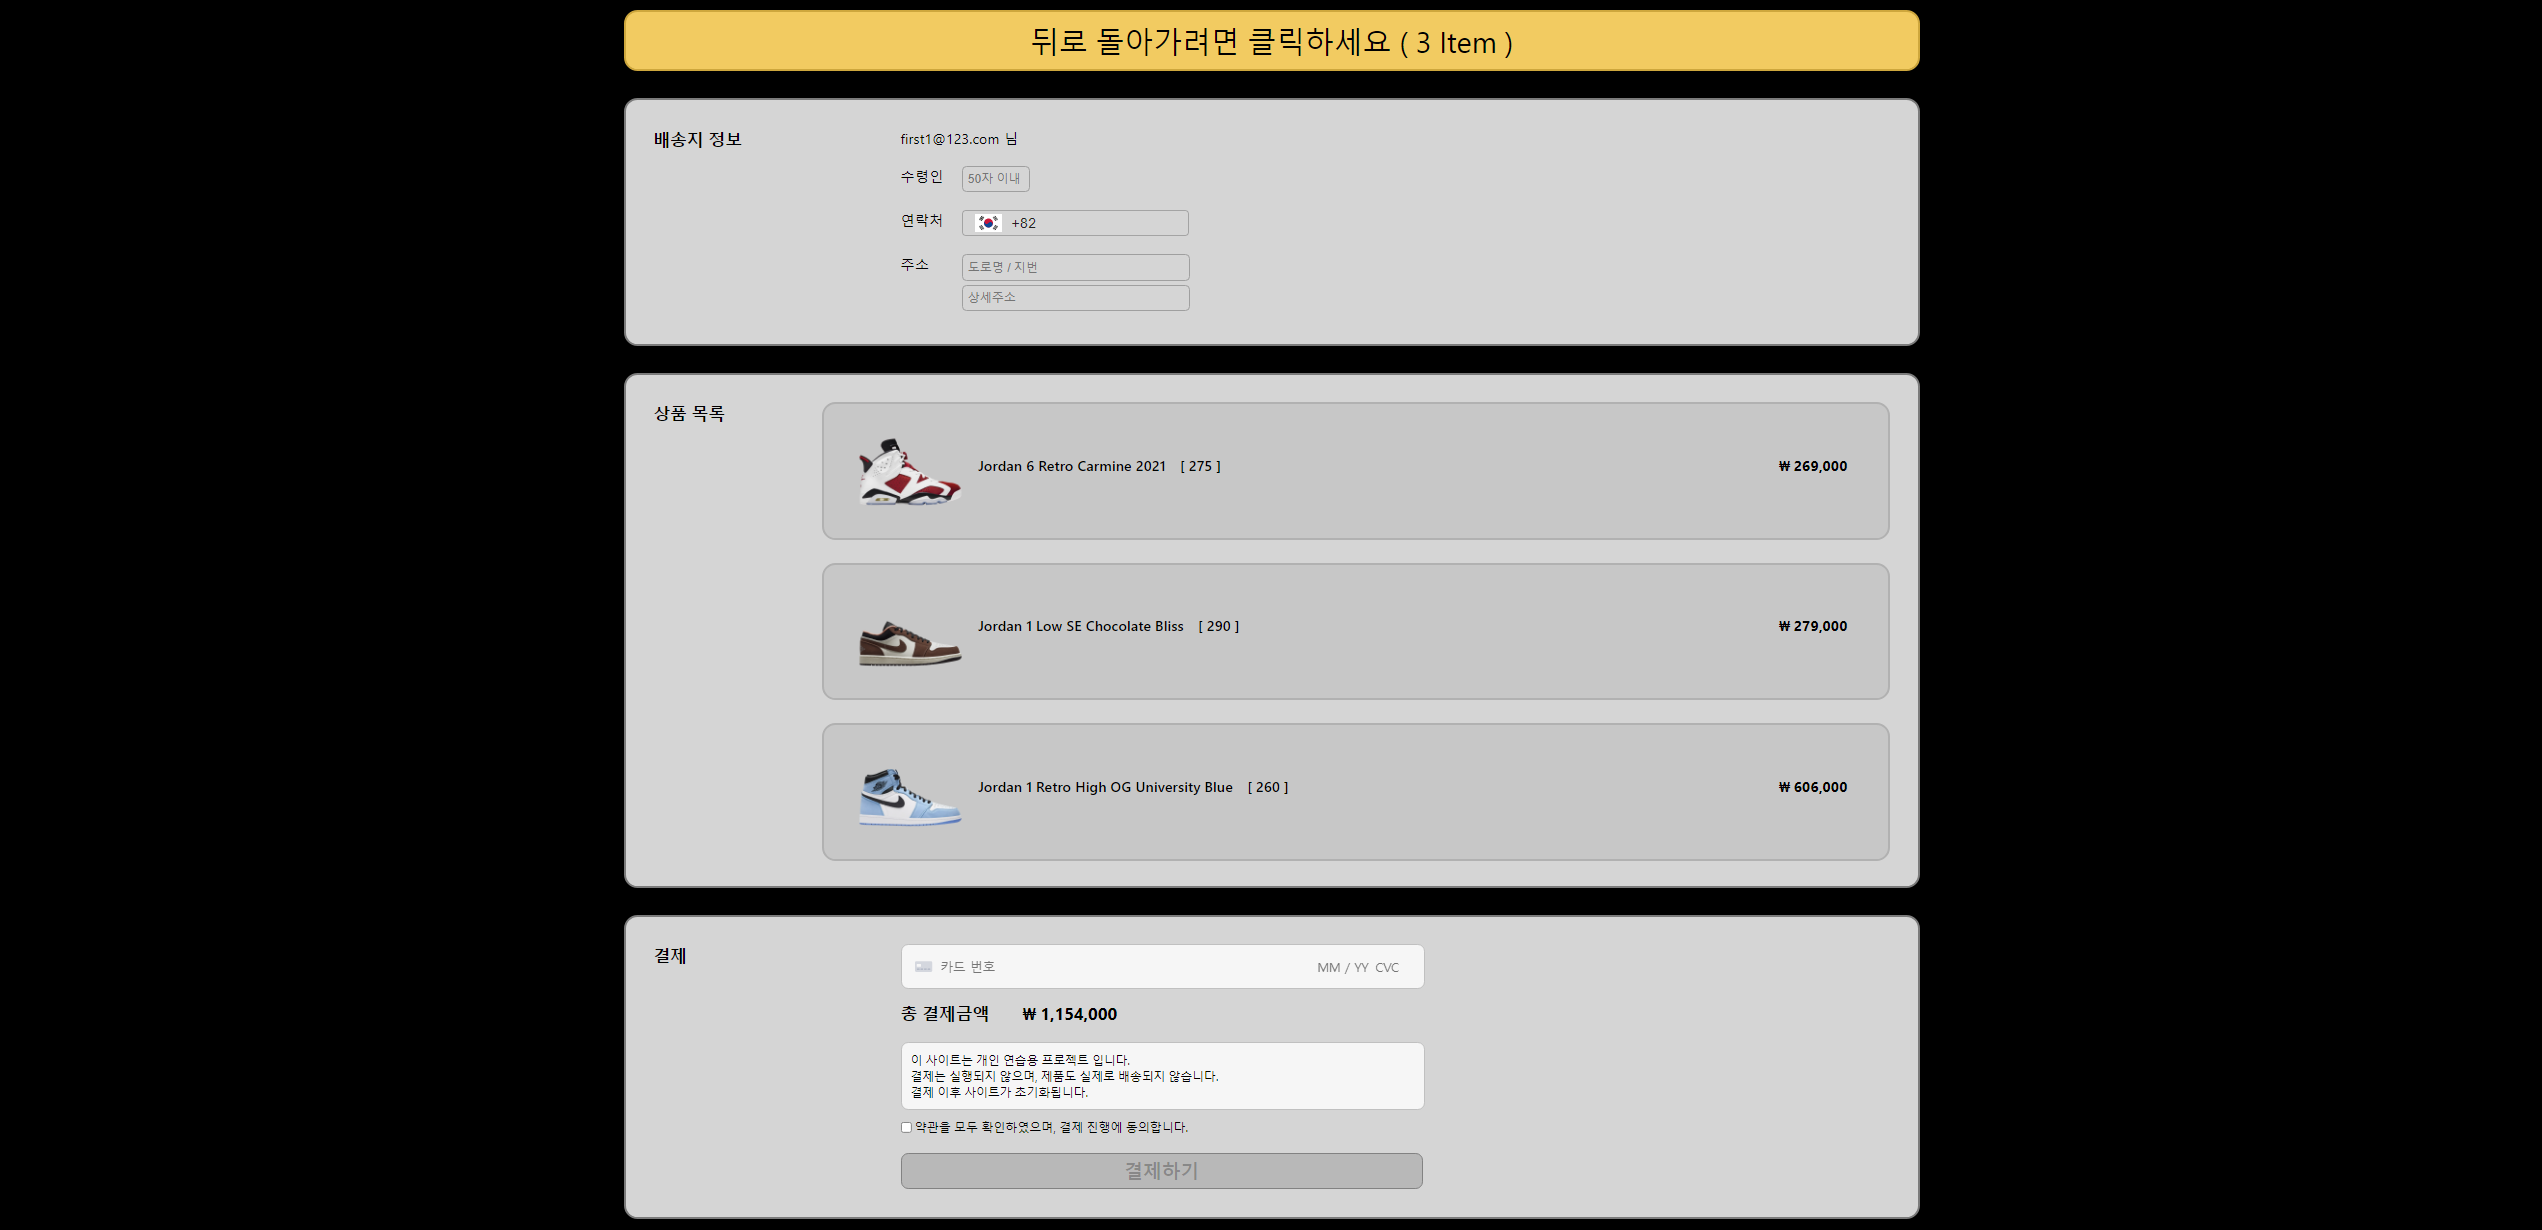 뒤로 돌아가려면 클릭하세요 ( 3 Item )
배송지 정보
first1@123.com 님
수령인 50자 이내
연락처 +82
주소 도로명 / 지번
상세주소
상품 목록
Jordan 6 Retro Carmine 2021 [ 275 ] ₩ 269,000
Jordan 1 Low SE Chocolate Bliss [ 290 ] ₩ 279,000
Jordan 1 Retro High OG University Blue [ 260 ] ₩ 606,000
결제
카드 번호 MM / YY CVC
총 결제금액 ₩ 1,154,000
이 사이트는 개인 연습용 프로젝트 입니다.
결제는 실행되지 않으며, 제품도 실제로 배송되지 않습니다.
결제 이후 사이트가 초기화됩니다.
약관을 모두 확인하였으며, 결제 진행에 동의합니다.
결제하기